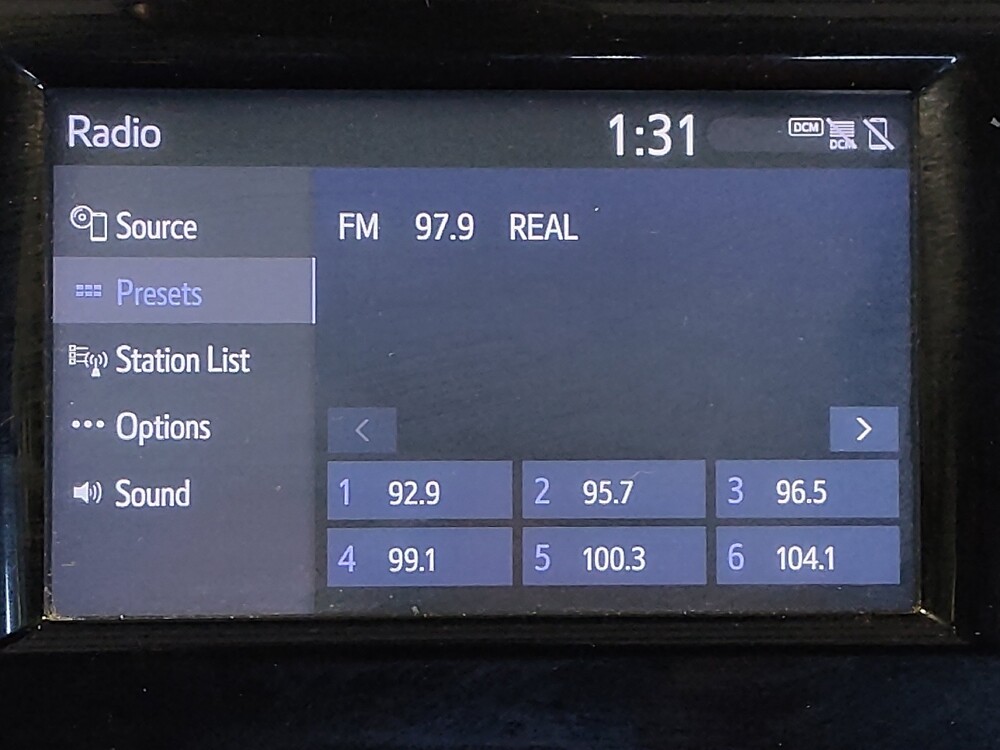 Radio 1:31 DCM
DCM
Source
Presets
Station List
Options
Sound
FM 97.9 REAL
1 92.9 2 95.7 3 96.5
4 99.1 5 100.3 6 104.1